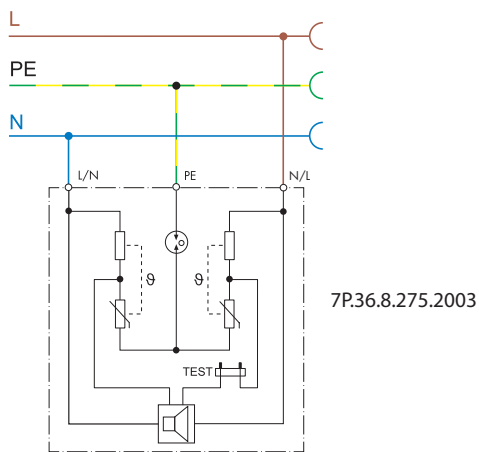 L
PE
N
L/N PE N/L
ϑ ϑ
7P.36.8.275.2003
TEST